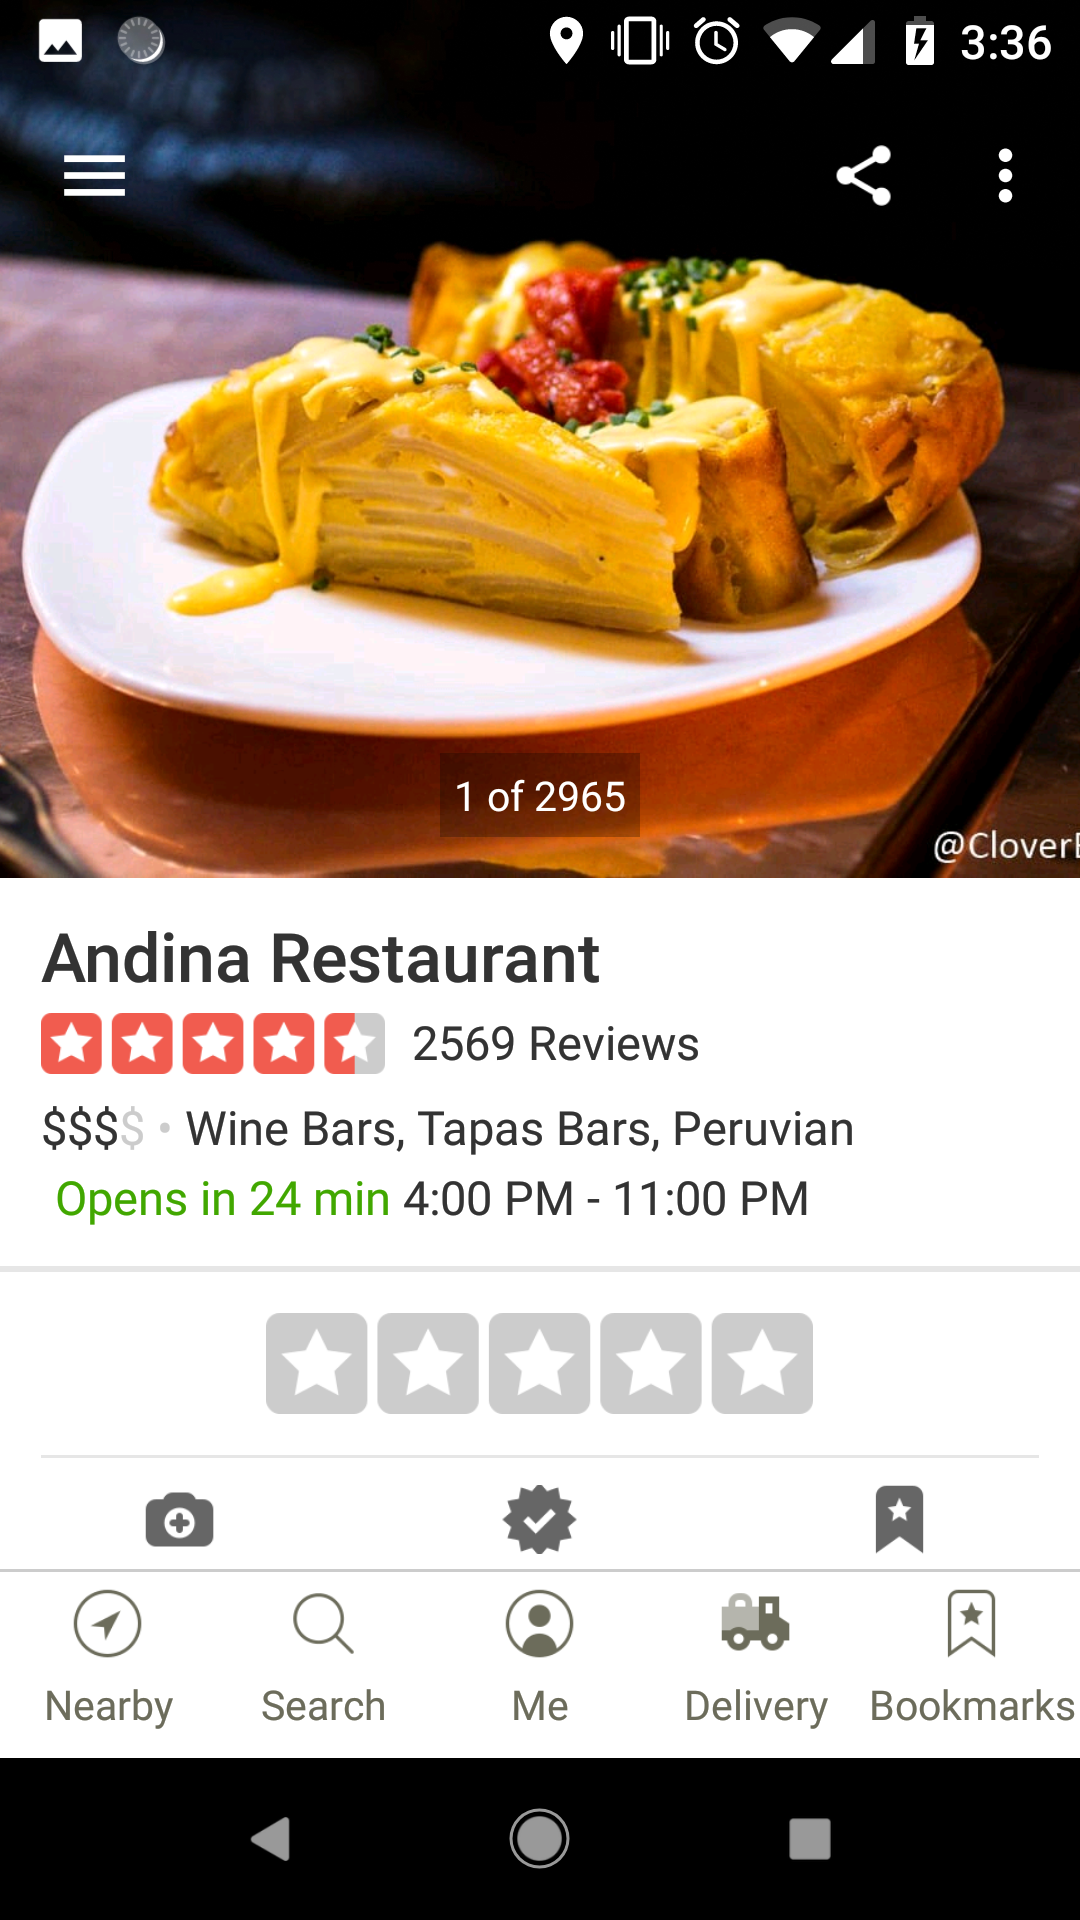 3:36
1 of 2965
@Clover
Andina Restaurant
2569 Reviews
$$$$ • Wine Bars, Tapas Bars, Peruvian
Opens in 24 min 4:00 PM - 11:00 PM
Nearby Search Me Delivery Bookmarks